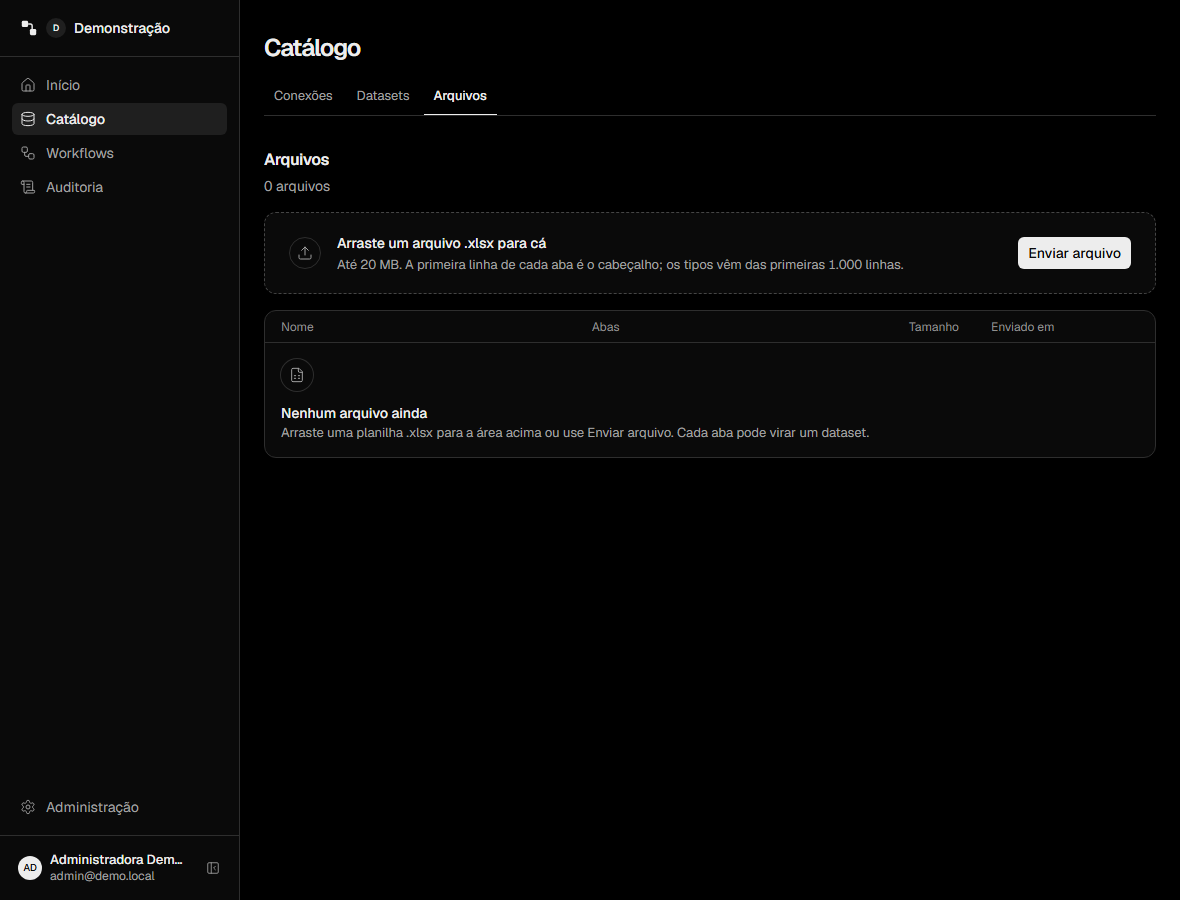 D Demonstração
Início
Catálogo
Workflows
Auditoria
Administração
AD
Administradora Dem...
admin@demo.local
Catálogo
Conexões Datasets Arquivos
Arquivos
0 arquivos
Arraste um arquivo .xlsx para cá
Até 20 MB. A primeira linha de cada aba é o cabeçalho; os tipos vêm das primeiras 1.000 linhas.
Enviar arquivo
Nome Abas Tamanho Enviado em
Nenhum arquivo ainda
Arraste uma planilha .xlsx para a área acima ou use Enviar arquivo. Cada aba pode virar um dataset.